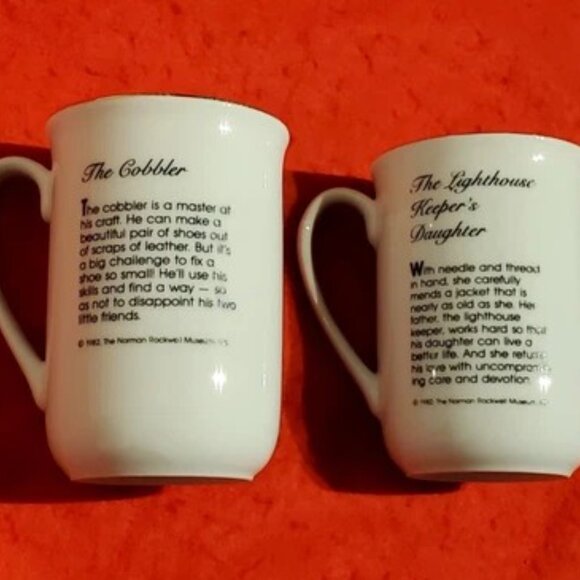 The Cobbler
The cobbler is a master at
his craft. He can make a
beautiful pair of shoes out
of scraps of leather. But it's
a big challenge to fix a
shoe so small! He'll use his
skills and find a way — so
as not to disappoint his two
little friends.
© 1982, The Norman Rockwell Museum,
The Lighthouse
Keeper's
Daughter
With needle and thread
in hand, she carefully
mends a jacket that is
nearly as old as she. Her
father, the lighthouse
keeper, works hard so that
his daughter can live a
better life. And she returns
his love with uncompromis-
ing care and devotion.
© 1982, The Norman Rockwell Museum,